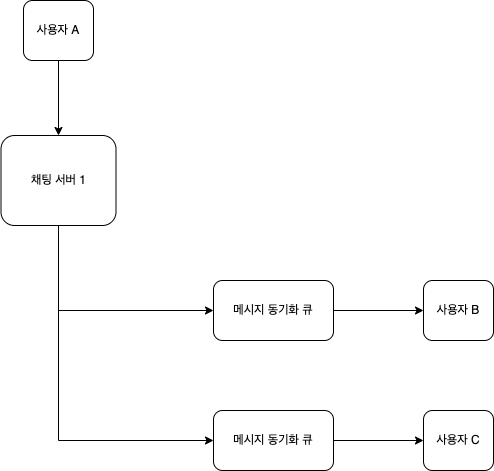 사용자 A
채팅 서버 1
메시지 동기화 큐
사용자 B
메시지 동기화 큐
사용자 C